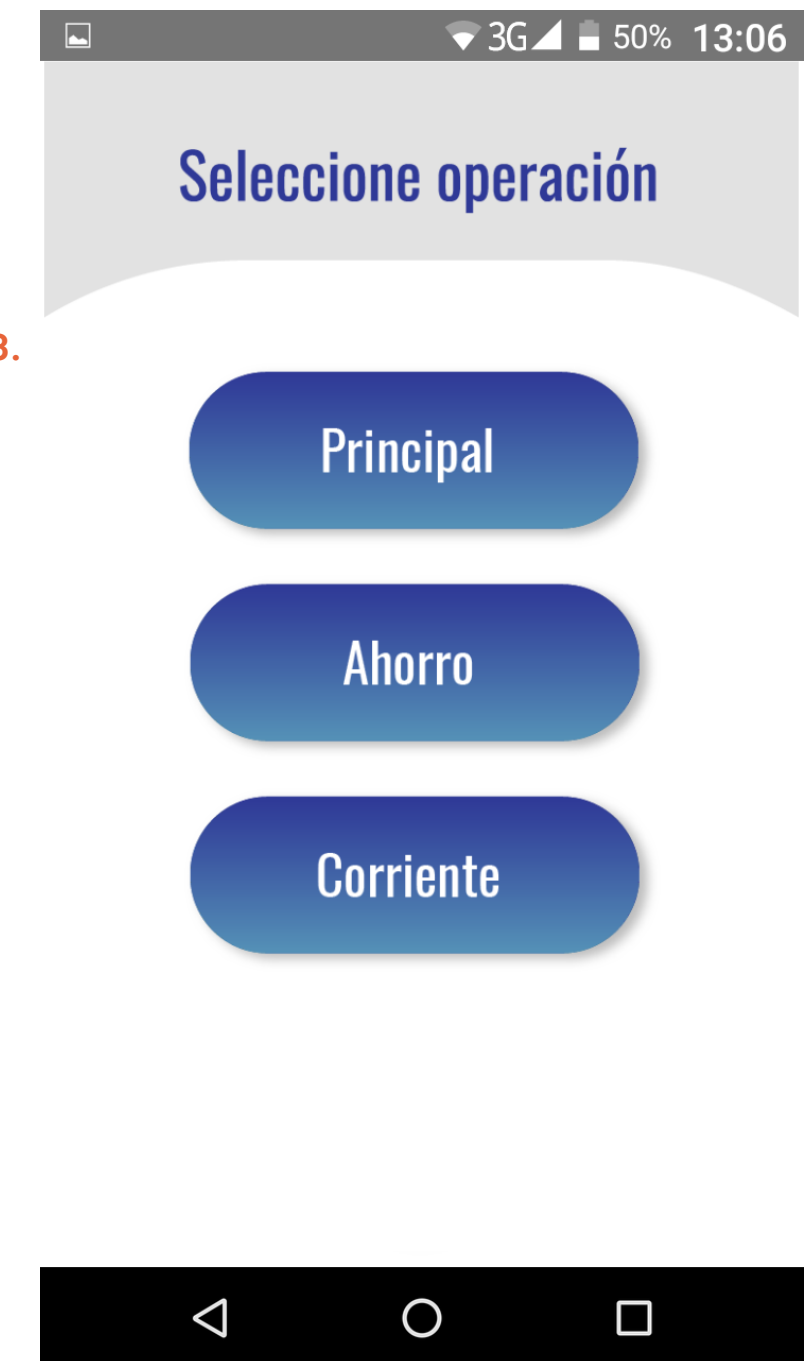 3G 50% 13:06
Seleccione operación
3.
Principal
Ahorro
Corriente